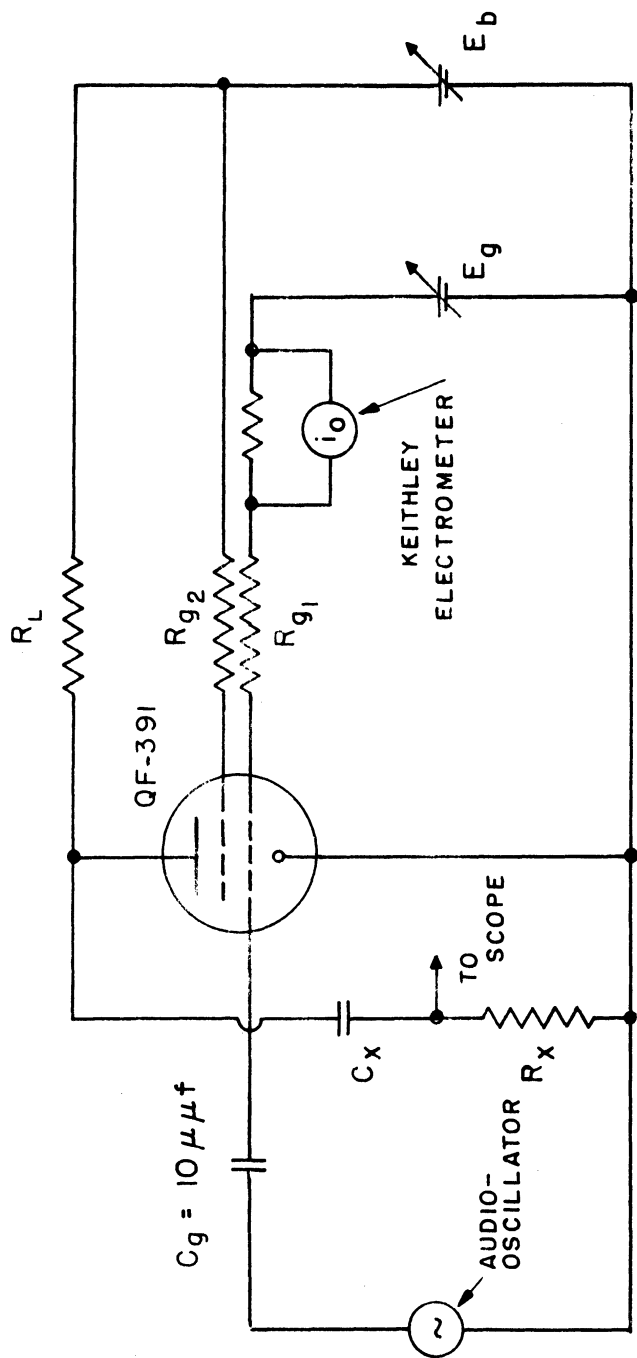 R_L
QF-391
R_g2
R_g1
i_o
KEITHLEY
ELECTROMETER
E_g
E_b
C_g = 10 μμf
C_X
TO
SCOPE
R_X
AUDIO-
OSCILLATOR
~